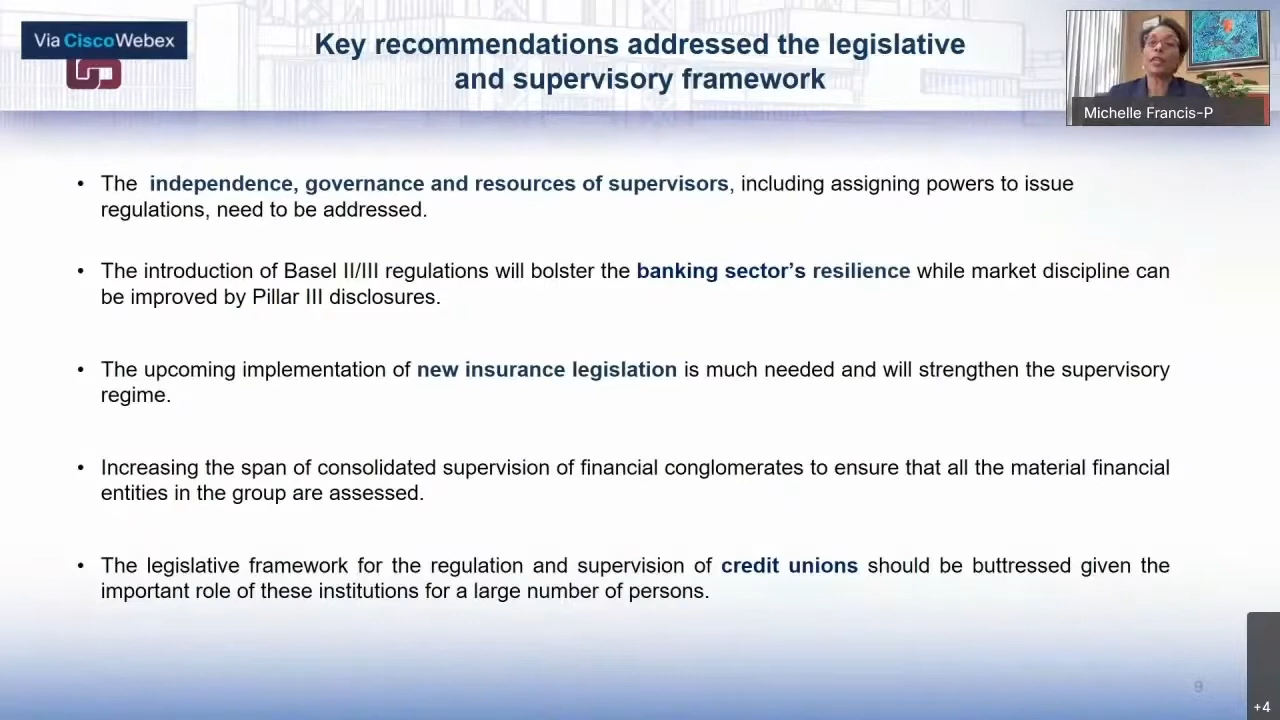 Via CiscoWebex
Key recommendations addressed the legislative
and supervisory framework
Michelle Francis-P
• The independence, governance and resources of supervisors, including assigning powers to issue
regulations, need to be addressed.
• The introduction of Basel II/III regulations will bolster the banking sector’s resilience while market discipline can
be improved by Pillar III disclosures.
• The upcoming implementation of new insurance legislation is much needed and will strengthen the supervisory
regime.
• Increasing the span of consolidated supervision of financial conglomerates to ensure that all the material financial
entities in the group are assessed.
• The legislative framework for the regulation and supervision of credit unions should be buttressed given the
important role of these institutions for a large number of persons.
9
+4